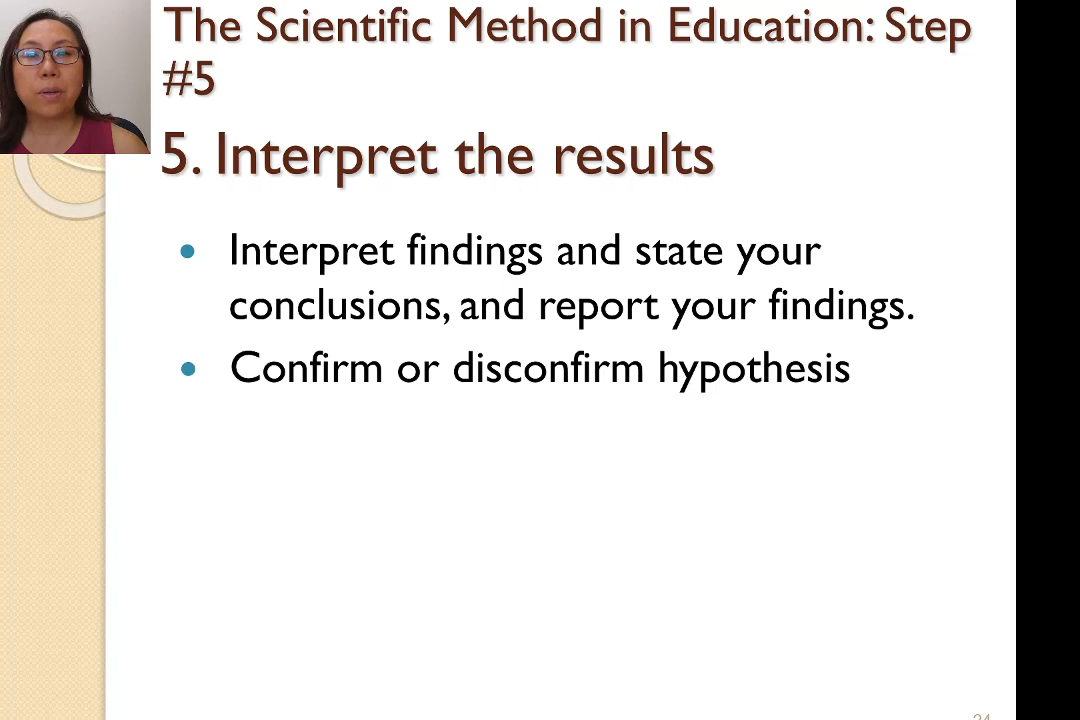 The Scientific Method in Education: Step
#5
5. Interpret the results
• Interpret findings and state your
conclusions, and report your findings.
• Confirm or disconfirm hypothesis